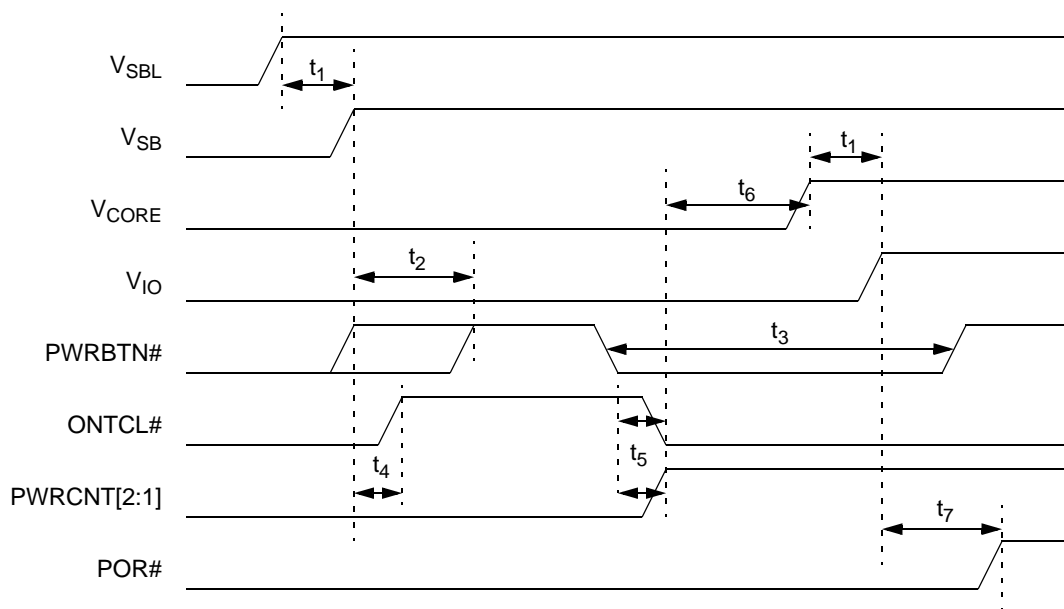 V_SBL
t_1
V_SB
t_1
V_CORE
t_6
V_IO
t_2
PWRBTN#
t_3
ONTCL#
t_4
t_5
PWRCNT[2:1]
t_7
POR#